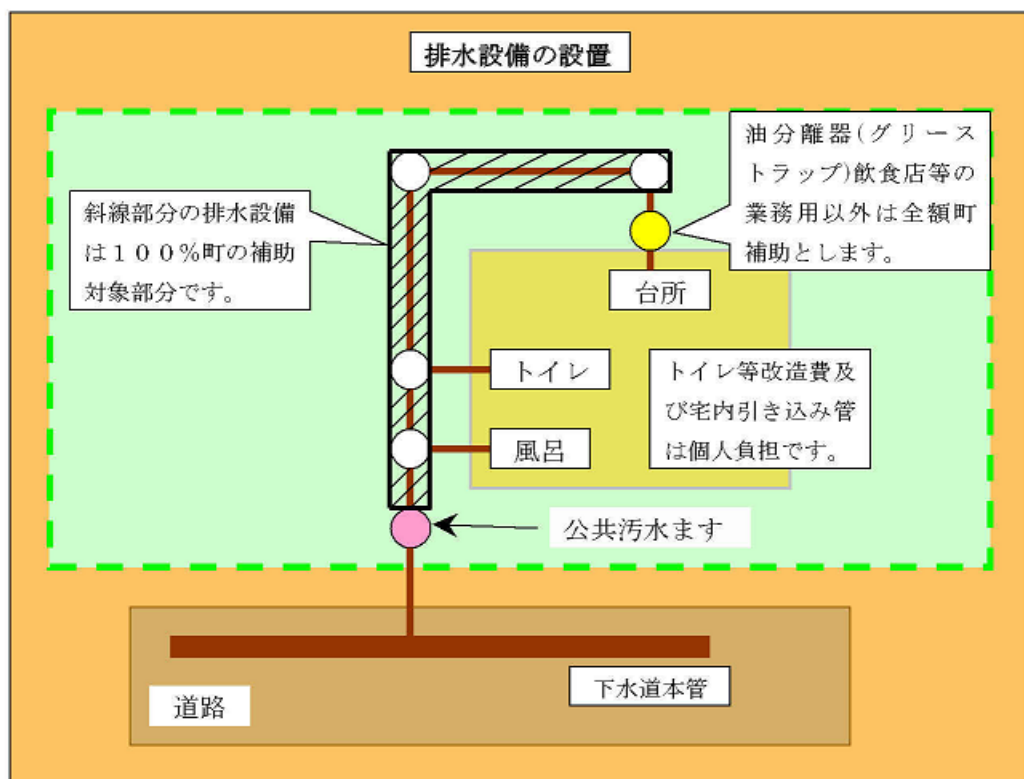 排水設備の設置
油分離器(グリース
トラップ)飲食店等の
業務用以外は全額町
補助とします。
斜線部分の排水設備
は１００％町の補助
対象部分です。
台所
トイレ
トイレ等改造費及
び宅内引き込み管
は個人負担です。
風呂
公共汚水ます
下水道本管
道路